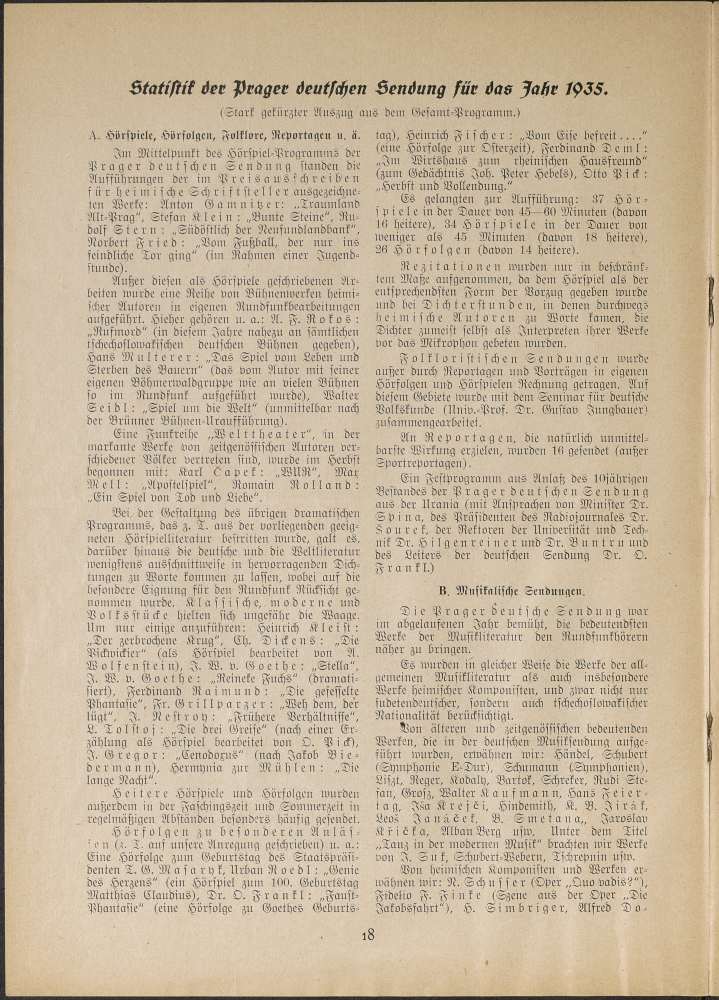 Statistik der Prager deutschen Sendung für das Jahr 1935.
(Stark gekürzter Auszug aus dem Gesamt-Programm.)
A. Hörspiele, Hörfolgen, Folklore, Reportagen u. ä.
Im Mittelpunkt des Hörspiel-Programms der
Prager deutschen Sendung standen die
Aufführungen der im Preisausschreiben
für heimische Schriftsteller ausgezeichne-
ten Werke: Anton Gamnitzer: „Traumland
Alt-Prag“, Stefan Klein: „Bunte Steine“, Ru-
dolf Stern: „Südöstlich der Neufundlandbank“,
Norbert Fried: „Vom Fußball, der nur ins
feindliche Tor ging“ (im Rahmen einer Jugend-
stunde).
Außer diesen als Hörspiele geschriebenen Ar-
beiten wurde eine Reihe von Bühnenwerken heimi-
scher Autoren in eigenen Rundfunkbearbeitungen
aufgeführt. Hieher gehören u. a.: A. F. Rokos:
„Rufmord“ (in diesem Jahre nahezu an sämtlichen
tschechoslowakischen deutschen Bühnen gegeben),
Hans Multerer: „Das Spiel vom Leben und
Sterben des Bauern“ (das vom Autor mit seiner
eigenen Böhmerwaldgruppe wie an vielen Bühnen
so im Rundfunk aufgeführt wurde), Walter
Seidl: „Spiel um die Welt“ (unmittelbar nach
der Brünner Bühnen-Uraufführung).
Eine Funkreihe „Welttheater“, in der
markante Werke von zeitgenössischen Autoren ver-
schiedener Völker vertreten sind, wurde im Herbst
begonnen mit: Karl Čapek: „WUR“, Max
Mell: „Apostelspiel“, Romain Rolland:
„Ein Spiel von Tod und Liebe“.
Bei der Gestaltung des übrigen dramatischen
Programms, das z. T. aus der vorliegenden geeig-
neten Hörspielliteratur bestritten wurde, galt es,
darüber hinaus die deutsche und die Weltliteratur
wenigstens ausschnittweise in hervorragenden Dich-
tungen zu Worte kommen zu lassen, wobei auf die
besondere Eignung für den Rundfunk Rücksicht ge-
nommen wurde. Klassische, moderne und
Volksstücke hielten sich ungefähr die Waage.
Um nur einige anzuführen: Heinrich Kleist:
„Der zerbrochene Krug“, Ch. Dickens: „Die
Pickwickier“ (als Hörspiel bearbeitet von A.
Wolfenstein), J. W. v. Goethe: „Stella“,
J. W. v. Goethe: „Reineke Fuchs“ (dramati-
siert), Ferdinand Raimund: „Die gefesselte
Phantasie“, Fr. Grillparzer: „Weh dem, der
lügt“, J. Nestroy: „Frühere Verhältnisse“,
L. Tolstoj: „Die drei Greise“ (nach einer Er-
zählung als Hörspiel bearbeitet von O. Pick),
J. Gregor: „Cenodoxus“ (nach Jakob Bie-
dermann), Hermynia zur Mühlen: „Die
lange Nacht“.
Heitere Hörspiele und Hörfolgen wurden
außerdem in der Faschingszeit und Sommerzeit in
regelmäßigen Abständen besonders häufig gesendet.
Hörfolgen zu besonderen Anläs-
sen (z. T. auf unsere Anregung geschrieben) u. a.:
Eine Hörfolge zum Geburtstag des Staatspräsi-
denten T. G. Masaryk, Urban Roedl: „Genie
des Herzens“ (ein Hörspiel zum 100. Geburtstag
Matthias Claudius), Dr. O. Frankl: „Faust-
Phantasie“ (eine Hörfolge zu Goethes Geburts-
tag), Heinrich Fischer: „Vom Eise befreit ....“
(eine Hörfolge zur Osterzeit), Ferdinand Deml:
„Im Wirtshaus zum rheinischen Hausfreund“
(zum Gedächtnis Joh. Peter Hebels), Otto Pick:
„Herbst und Vollendung.“
Es gelangten zur Aufführung: 37 Hör-
spiele in der Dauer von 45—60 Minuten (davon
16 heitere), 34 Hörspiele in der Dauer von
weniger als 45 Minuten (davon 18 heitere),
26 Hörfolgen (davon 14 heitere).
Rezitationen wurden nur in beschränk-
tem Maße aufgenommen, da dem Hörspiel als der
entsprechendsten Form der Vorzug gegeben wurde
und bei Dichterstunden, in denen durchwegs
heimische Autoren zu Worte kamen, die
Dichter zumeist selbst als Interpreten ihrer Werke
vor das Mikrophon gebeten wurden.
Folkloristischen Sendungen wurde
außer durch Reportagen und Vorträgen in eigenen
Hörfolgen und Hörspielen Rechnung getragen. Auf
diesem Gebiete wurde mit dem Seminar für deutsche
Volkskunde (Univ.-Prof. Dr. Gustav Jungbauer)
zusammengearbeitet.
An Reportagen, die natürlich unmittel-
barste Wirkung erzielen, wurden 16 gesendet (außer
Sportreportagen).
Ein Festprogramm aus Anlaß des 10jährigen
Bestandes der Prager deutschen Sendung
aus der Urania (mit Ansprachen von Minister Dr.
Spina, des Präsidenten des Radiojournales Dr.
Sourek, der Rektoren der Universität und Tech-
nik Dr. Hilgenreiner und Dr. Buntru und
des Leiters der deutschen Sendung Dr. O.
Frankl.)
B. Musikalische Sendungen.
Die Prager deutsche Sendung war
im abgelaufenen Jahr bemüht, die bedeutendsten
Werke der Musikliteratur den Rundfunkhörern
näher zu bringen.
Es wurden in gleicher Weise die Werke der all-
gemeinen Musikliteratur als auch insbesondere
Werke heimischer Komponisten, und zwar nicht nur
sudetendeutscher, sondern auch tschechoslowakischer
Nationalität berücksichtigt.
Von älteren und zeitgenössischen bedeutenden
Werken, die in der deutschen Musiksendung aufge-
führt wurden, erwähnen wir: Händel, Schubert
(Symphonie E-Dur), Schumann (Symphonien),
Liszt, Reger, Kodaly, Bartok, Schreker, Rudi Ste-
fan, Grosz, Walter Kaufmann, Hans Feier-
tag, Isa Krejči, Hindemith, K. B. Jirák,
Leoš Janáček, B. Smetana,, Jaroslav
Křička, Alban Berg usw. Unter dem Titel
„Tanz in der modernen Musik“ brachten wir Werke
von J. Suk, Schubert-Webern, Tschrepnin usw.
Von heimischen Komponisten und Werken er-
wähnen wir: N. Schuster (Oper „Quo vadis?“),
Fidelio F. Finke (Szene aus der Oper „Die
Jakobsfahrt“), H. Simbriger, Alfred Do-
18